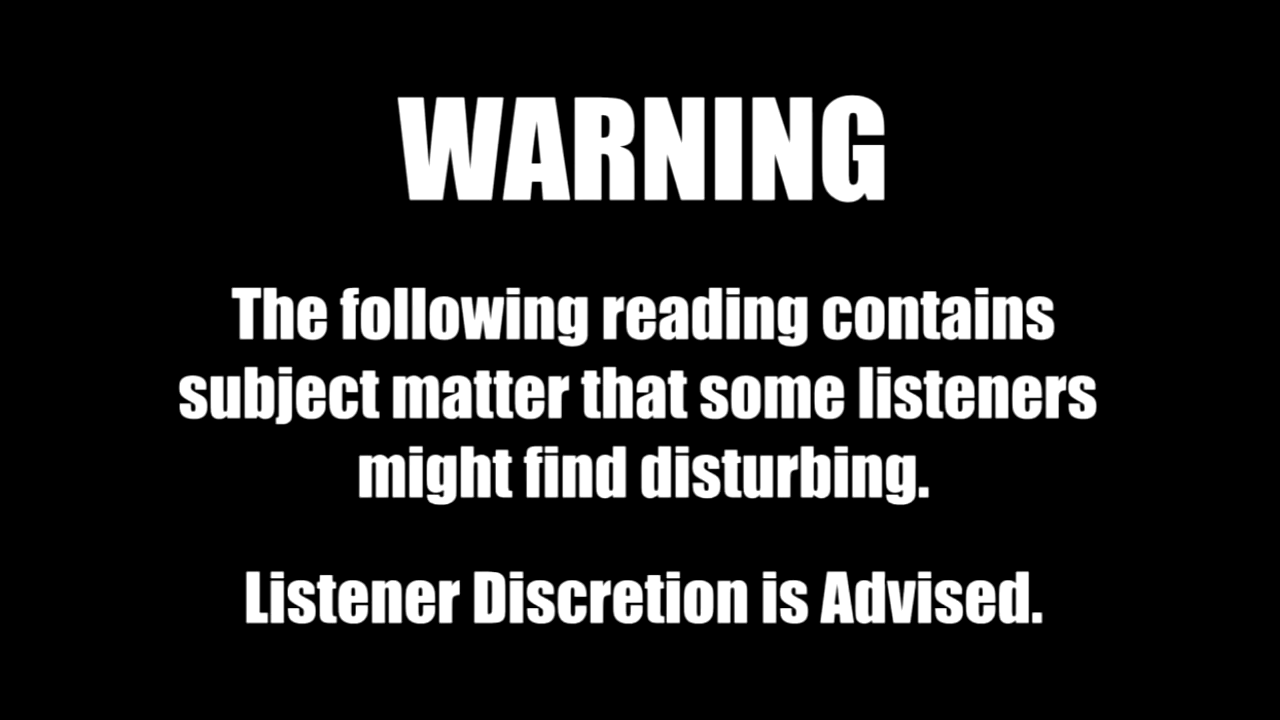 WARNING
The following reading contains
subject matter that some listeners
might find disturbing.
Listener Discretion is Advised.